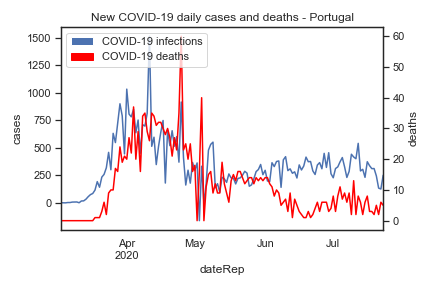 New COVID-19 daily cases and deaths - Portugal
COVID-19 infections
COVID-19 deaths
1500
1250
1000
750
500
250
0
cases
60
50
40
30
20
10
0
deaths
Apr
2020
May
Jun
Jul
dateRep